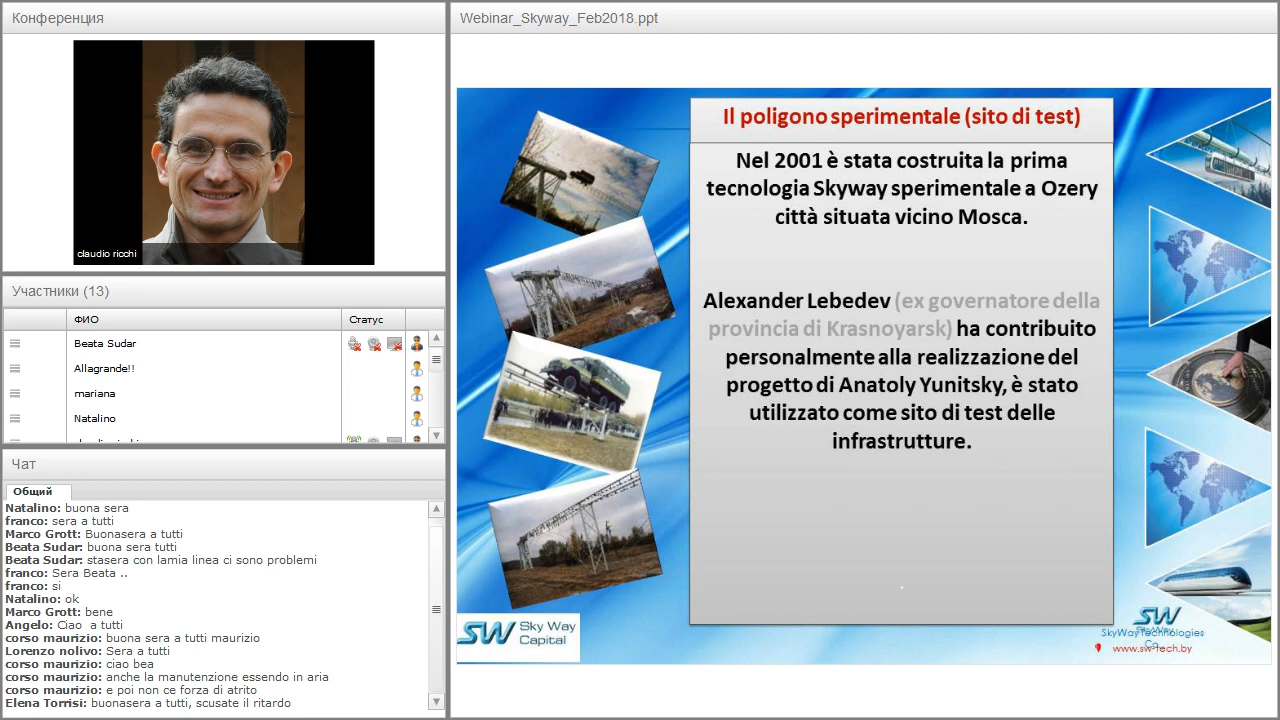 Конференция
claudio ricchi
Участники (13)
ФИО
Статус
Beata Sudar
Allagrande!!
mariana
Natalino
Чат
Общий
Natalino: buona sera
franco: sera a tutti
Marco Grott: Buonasera a tutti
Beata Sudar: buona sera tutti
Beata Sudar: stasera con lamia linea ci sono problemi
franco: Sera Beata ..
franco: si
Natalino: ok
Marco Grott: bene
Angelo: Ciao  a tutti
corso maurizio: buona sera a tutti maurizio
Lorenzo nolivo: Sera a tutti
corso maurizio: ciao bea
corso maurizio: anche la manutenzione essendo in aria
corso maurizio: e poi non ce forza di atrito
Elena Torrisi: buonasera a tutti, scusate il ritardo
Webinar_Skyway_Feb2018.ppt
Il poligono sperimentale (sito di test)
Nel 2001 è stata costruita la prima
tecnologia Skyway sperimentale a Ozery
città situata vicino Mosca.
Alexander Lebedev (ex governatore della
provincia di Krasnoyarsk) ha contribuito
personalmente alla realizzazione del
progetto di Anatoly Yunitsky, è stato
utilizzato come sito di test delle
infrastrutture.
SW Sky Way
Capital
SW
SkyWay Technologies
Co.
www.sw-tech.by